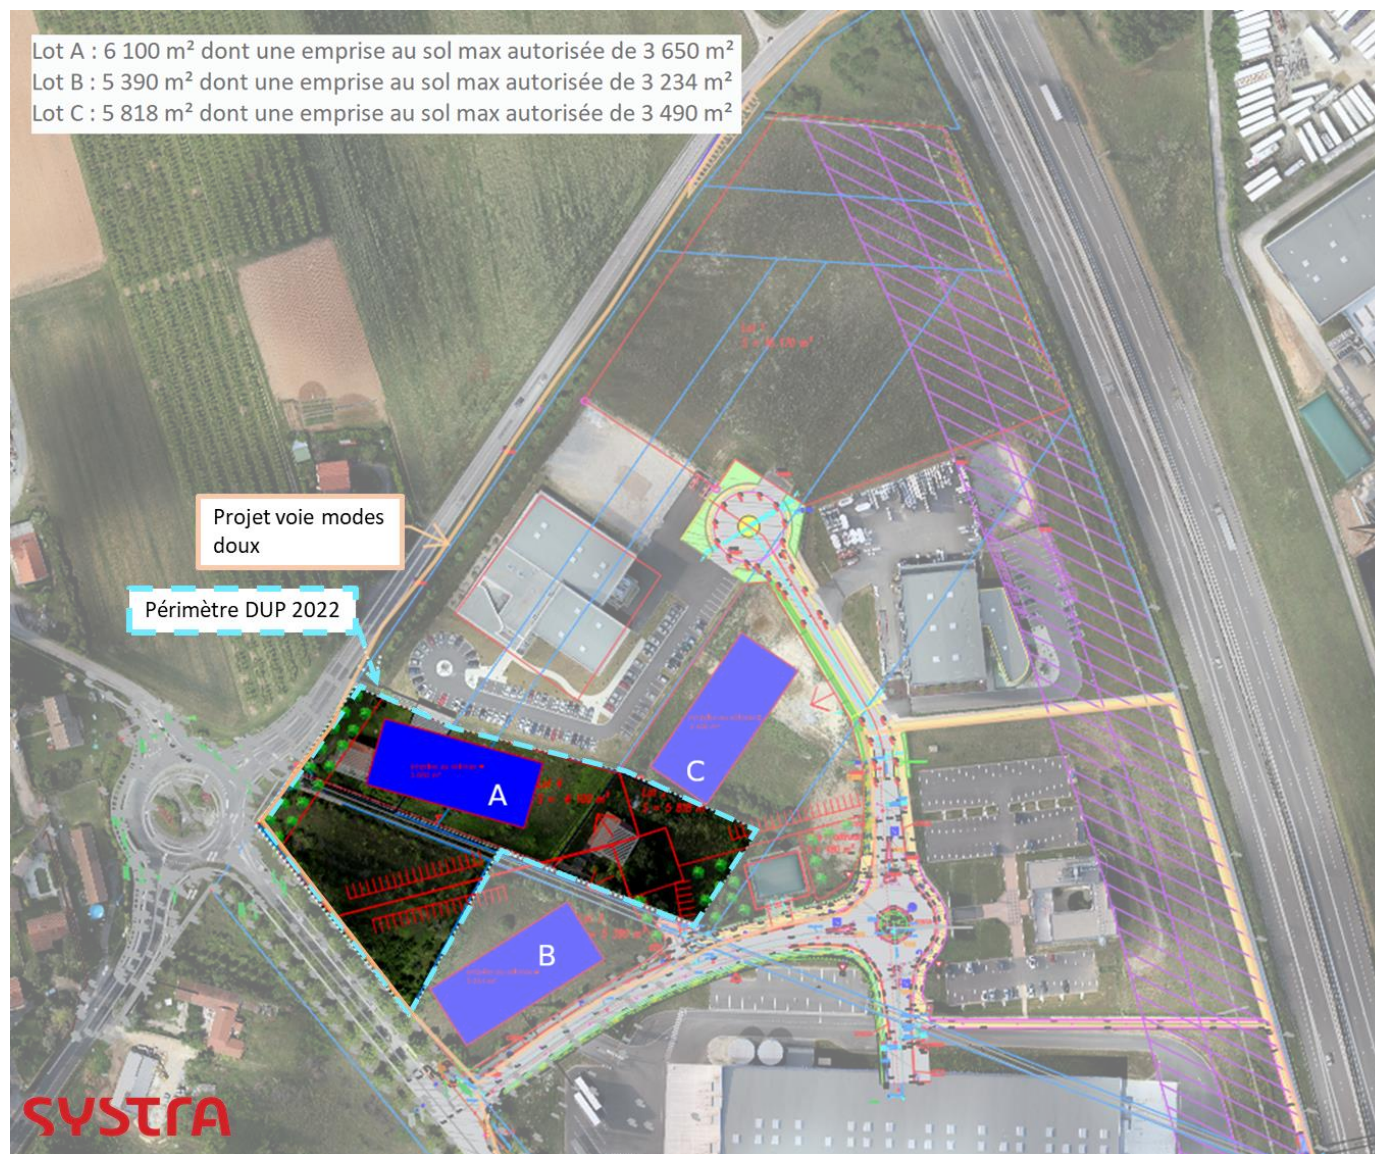 Lot A : 6 100 m² dont une emprise au sol max autorisée de 3 650 m²
Lot B : 5 390 m² dont une emprise au sol max autorisée de 3 234 m²
Lot C : 5 818 m² dont une emprise au sol max autorisée de 3 490 m²
Projet voie modes
doux
Périmètre DUP 2022
A
C
B
SYSTRA